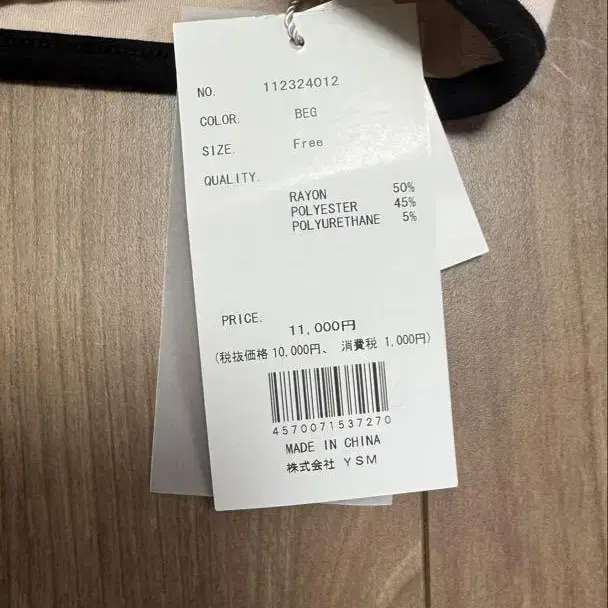 NO. 112324012
COLOR. BEG
SIZE. Free
QUALITY.
RAYON 50%
POLYESTER 45%
POLYURETHANE 5%
PRICE.
11,000円
(税抜価格10,000円、 消費税 1,000円)
4570071537270
MADE IN CHINA
株式会社 YSM